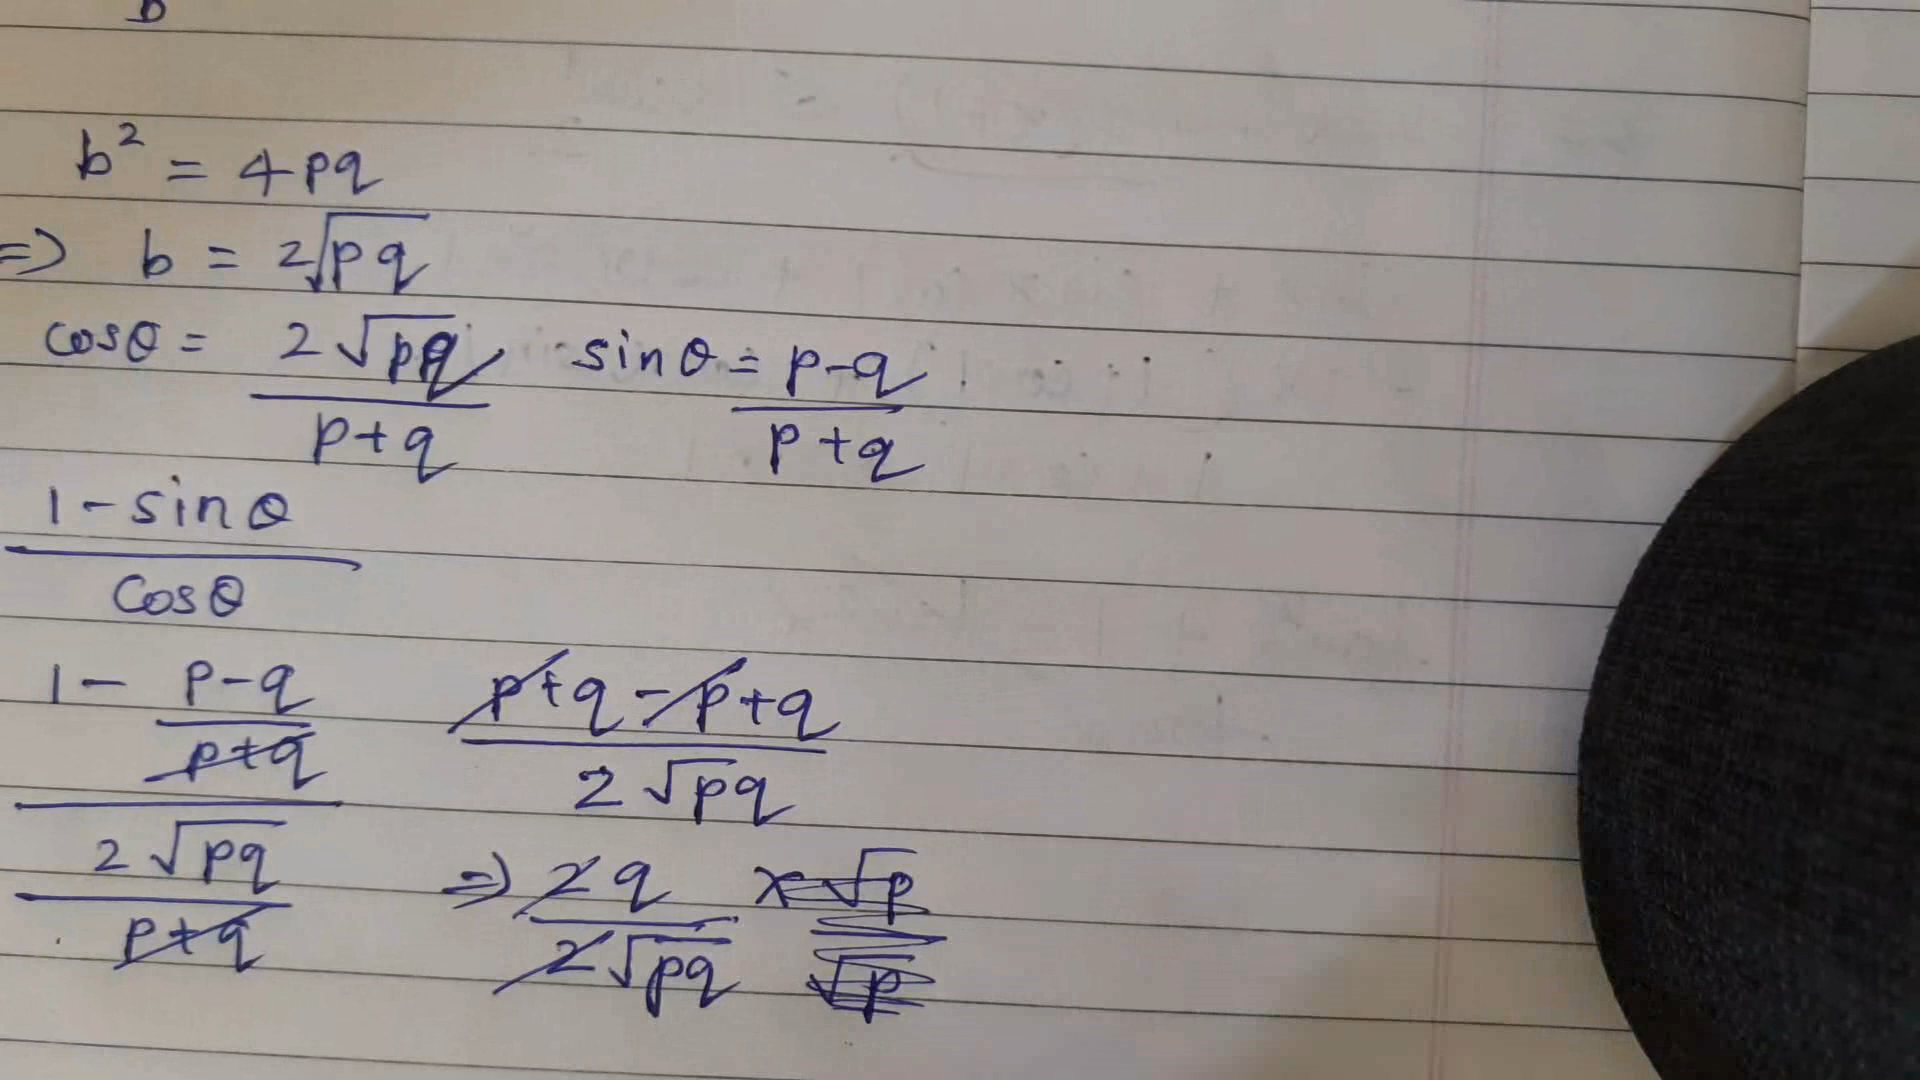 b² = 4pq
=> b = 2√pq
cosθ = 2√pq / p+q sinθ = p-q / p+q
1 - sinθ / cosθ
1 - p-q / p+q / 2√pq / p+q
p+q - p+q / 2√pq
=> 2q / 2√pq x √p / √p